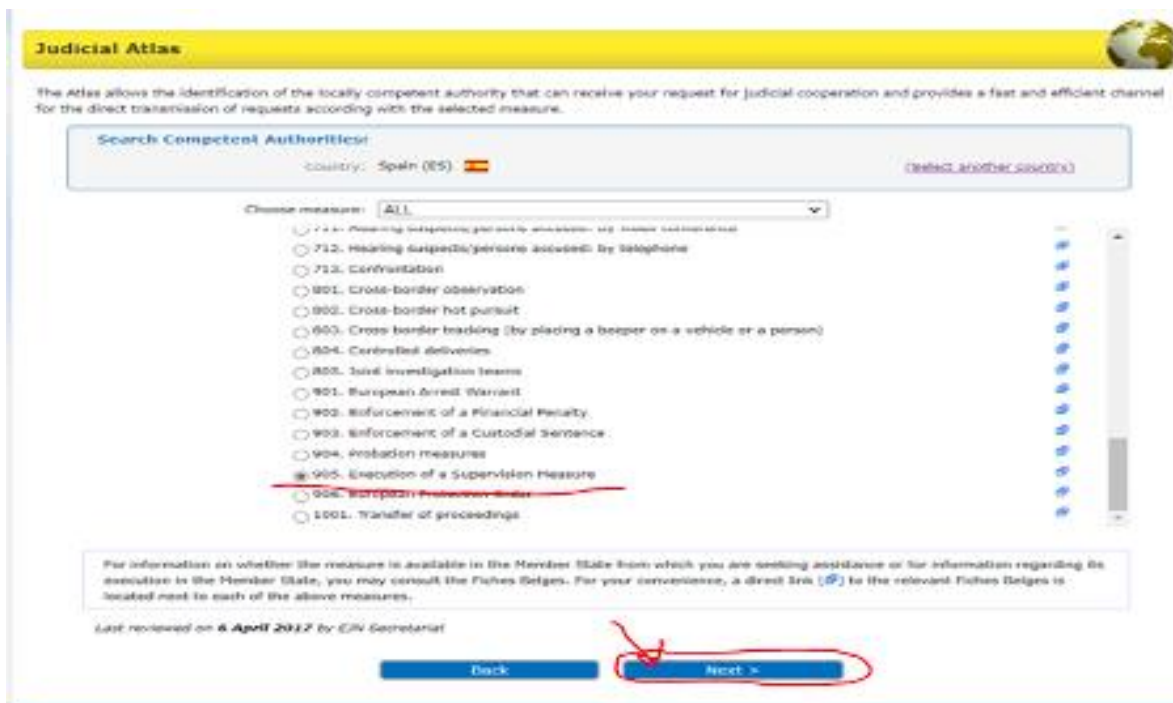 Judicial Atlas
The Atlas allows the identification of the locally competent authority that can receive your request for judicial cooperation and provides a fast and efficient channel
for the direct transmission of requests according with the selected measure.
Search Competent Authorities:
Country: Spain (ES)
(Select another country)
Choose measure: ALL
711. Hearing suspects/persons accused: by video conference
712. Hearing suspects/persons accused: by telephone
713. Confrontation
801. Cross-border observation
802. Cross-border hot pursuit
803. Cross-border tracking (by placing a beeper on a vehicle or a person)
804. Controlled deliveries
805. Joint investigation teams
901. European Arrest Warrant
902. Enforcement of a Financial Penalty
903. Enforcement of a Custodial Sentence
904. Probation measures
905. Execution of a Supervision Measure
906. European Protection Order
1001. Transfer of proceedings
For information on whether the measure is available in the Member State from which you are seeking assistance or for information regarding its
execution in the Member State, you may consult the Fiches Belges. For your convenience, a direct link [ ] to the relevant Fiches Belges is
located next to each of the above measures.
Last reviewed on 6 April 2017 by EJN Secretariat
Back
Next >